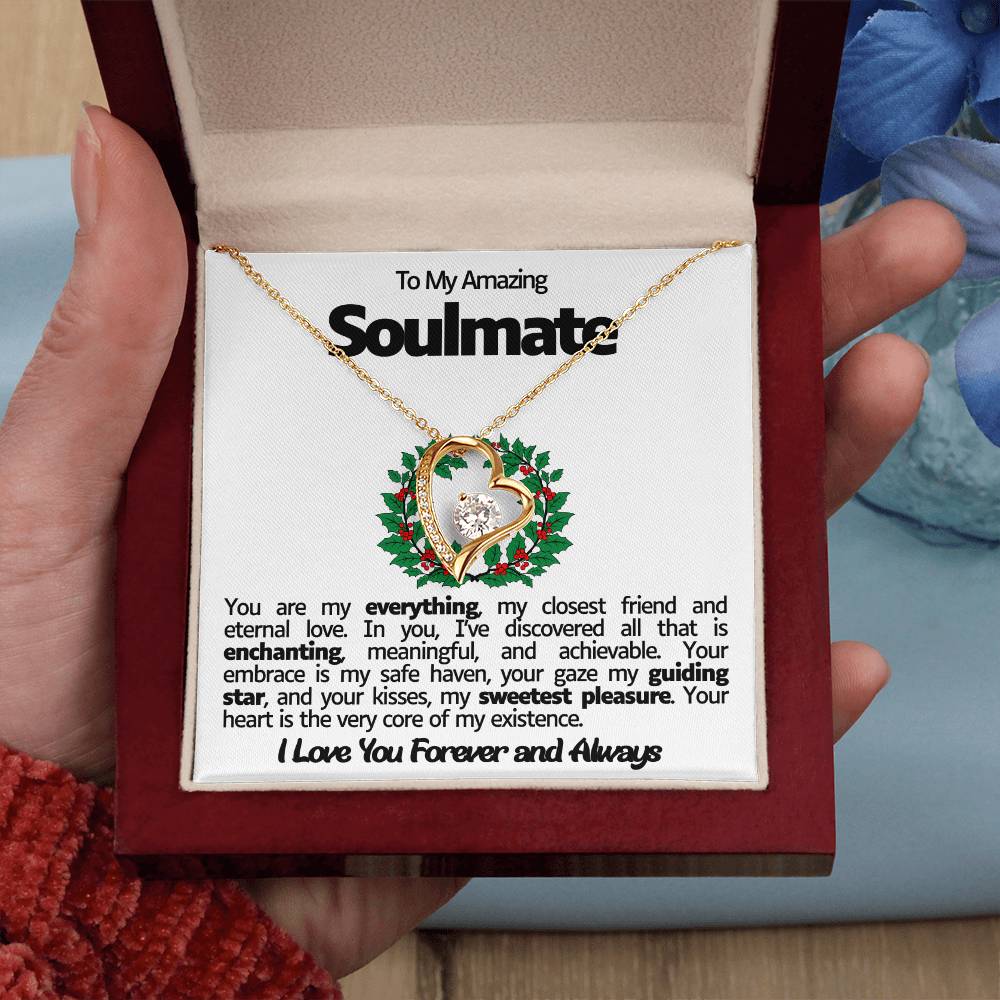 To My Amazing
Soulmate
You are my everything, my closest friend and
eternal love. In you, I've discovered all that is
enchanting, meaningful, and achievable. Your
embrace is my safe haven, your gaze my guiding
star, and your kisses, my sweetest pleasure. Your
heart is the very core of my existence.
I Love You Forever and Always